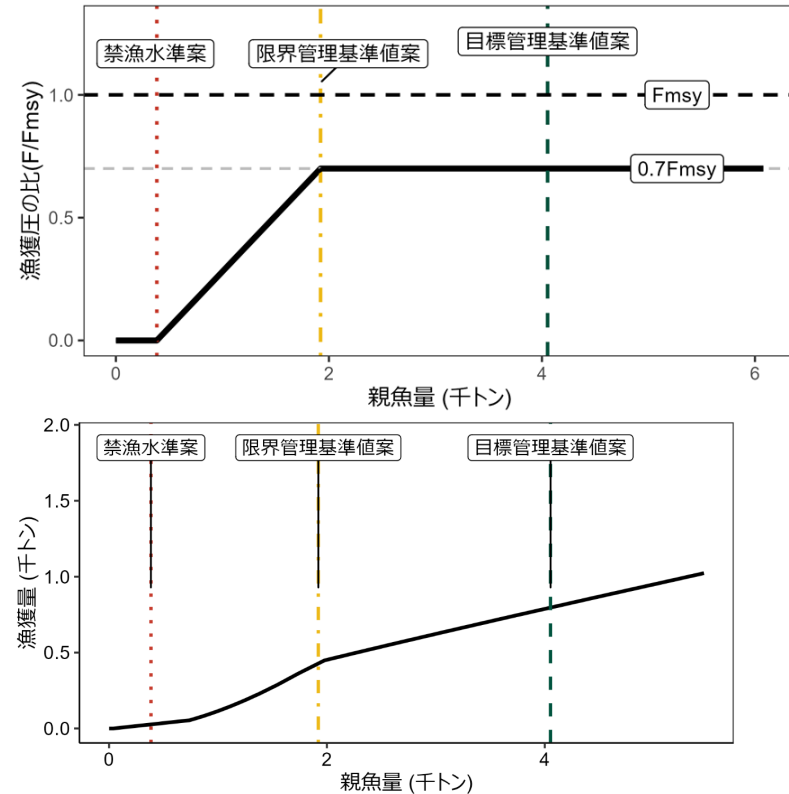 禁漁水準案
限界管理基準値案
目標管理基準値案
漁獲圧の比(F/Fmsy)
1.0
Fmsy
0.7Fmsy
0.5
0.0
0 2 4 6
親魚量 (千トン)
2.0
禁漁水準案 限界管理基準値案 目標管理基準値案
1.5
漁獲量 (千トン)
1.0
0.5
0.0
0 2 4
親魚量 (千トン)